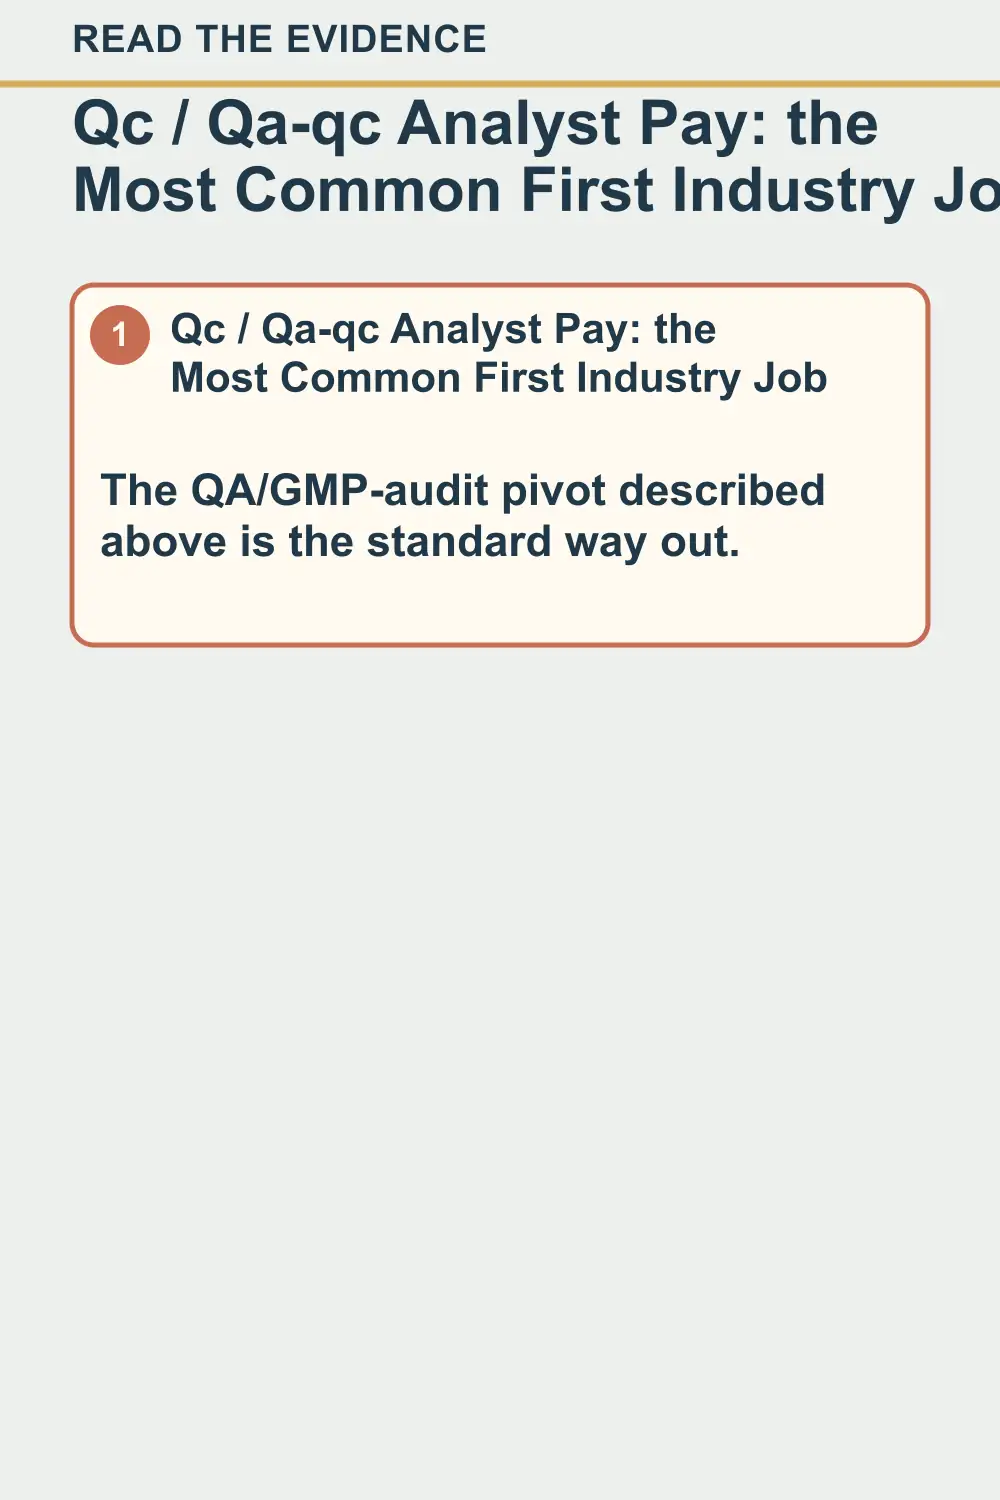 READ THE EVIDENCE
Qc / Qa-qc Analyst Pay: the
Most Common First Industry Jo
1
Qc / Qa-qc Analyst Pay: the
Most Common First Industry Job
The QA/GMP-audit pivot described
above is the standard way out.